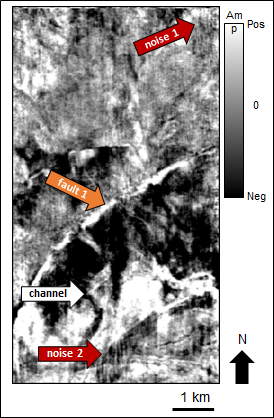 Am
p
Pos
noise 1
0
fault 1
Neg
channel
noise 2
N
1 km